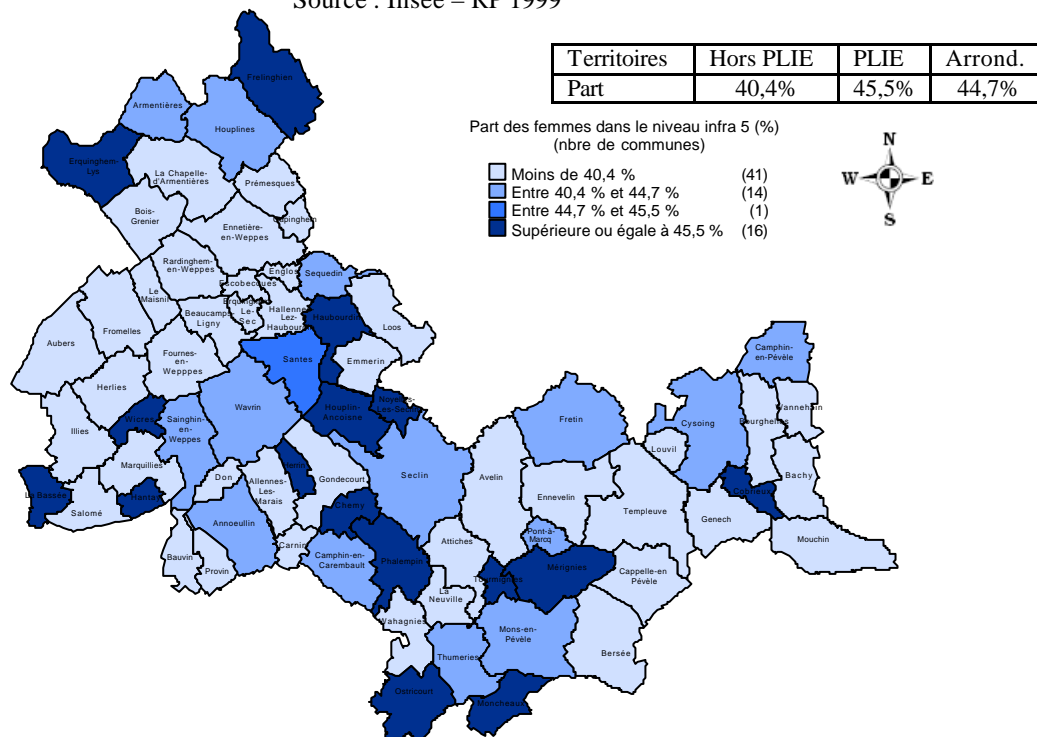 Source : Insee – RP 1999
Territoires Hors PLIE PLIE Arrond.
Part 40,4% 45,5% 44,7%
Part des femmes dans le niveau infra 5 (%)
(nbre de communes)
Moins de 40,4 % (41)
Entre 40,4 % et 44,7 % (14)
Entre 44,7 % et 45,5 % (1)
Supérieure ou égale à 45,5 % (16)
N
W E
S
Frelinghien
Armentières
Houplines
Erquinghem-
Lys
La Chapelle-
d'Armentières
Prémesques
Bois-
Grenier
Capinghem
Ennetière-
en-Weppes
Rardinghem-
en-Weppes
Englos
Sequedin
Escobecques
Le
Maisnil
Beaucamps-
Ligny
Erquinghem-
Le-
Sec
Hallennes-
Lez-
Haubourdin
Haubourdin
Loos
Fromelles
Aubers
Fournes-
en-
Wepppes
Santes
Emmerin
Camphin-
en-Pévèle
Herlies
Wavrin
Houplin-
Ancoisne
Noyelles-
Les-Seclin
Wicres
Sainghin-
en-
Weppes
Illies
Fretin
Cysoing
Bourghelles
Wannehain
Marquillies
Louvil
Bachy
Don
Allennes-
Les-
Marais
Herrin
Gondecourt
Seclin
Avelin
La Bassée
Salomé
Hantay
Ennevelin
Templeuve
Cobrieux
Genech
Annoeullin
Chemy
Pont-à-
Marcq
Mouchin
Bauvin
Provin
Carnin
Camphin-en-
Carembault
Phalempin
Attiches
Tourmignies
Mérignies
Cappelle-en
Pévèle
La
Neuville
Wahagnies
Mons-en-
Pévèle
Bersée
Thumeries
Ostricourt
Moncheaux